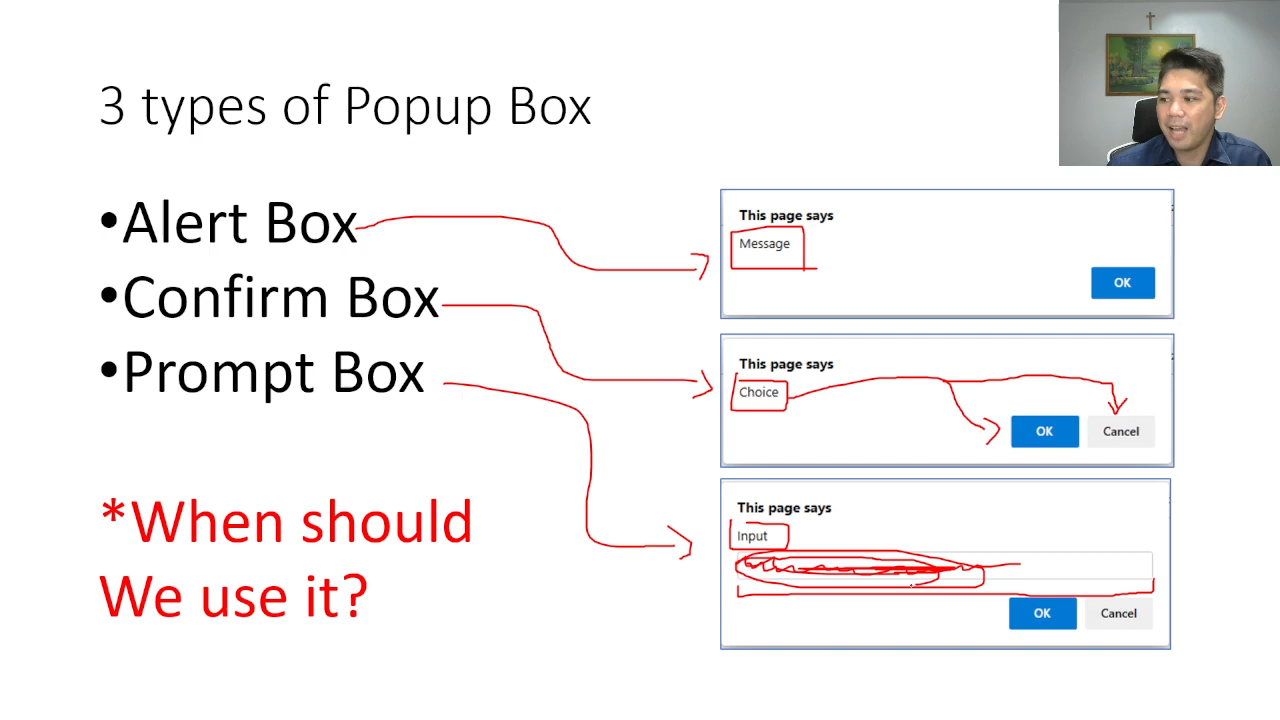 3 types of Popup Box
•Alert Box
•Confirm Box
•Prompt Box
*When should
We use it?
This page says
Message
OK
This page says
Choice
OK Cancel
This page says
Input
OK Cancel